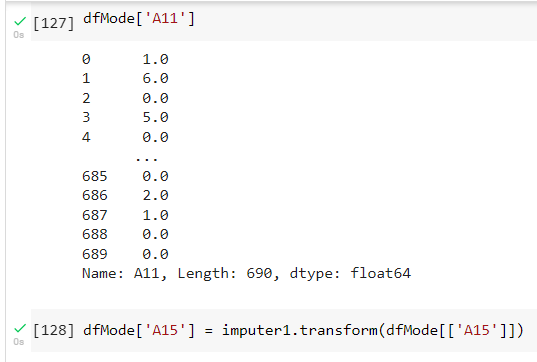 [127] dfMode['A11']
0s
0 1.0
1 6.0
2 0.0
3 5.0
4 0.0
...
685 0.0
686 2.0
687 1.0
688 0.0
689 0.0
Name: A11, Length: 690, dtype: float64
[128] dfMode['A15'] = imputer1.transform(dfMode[['A15']])
0s